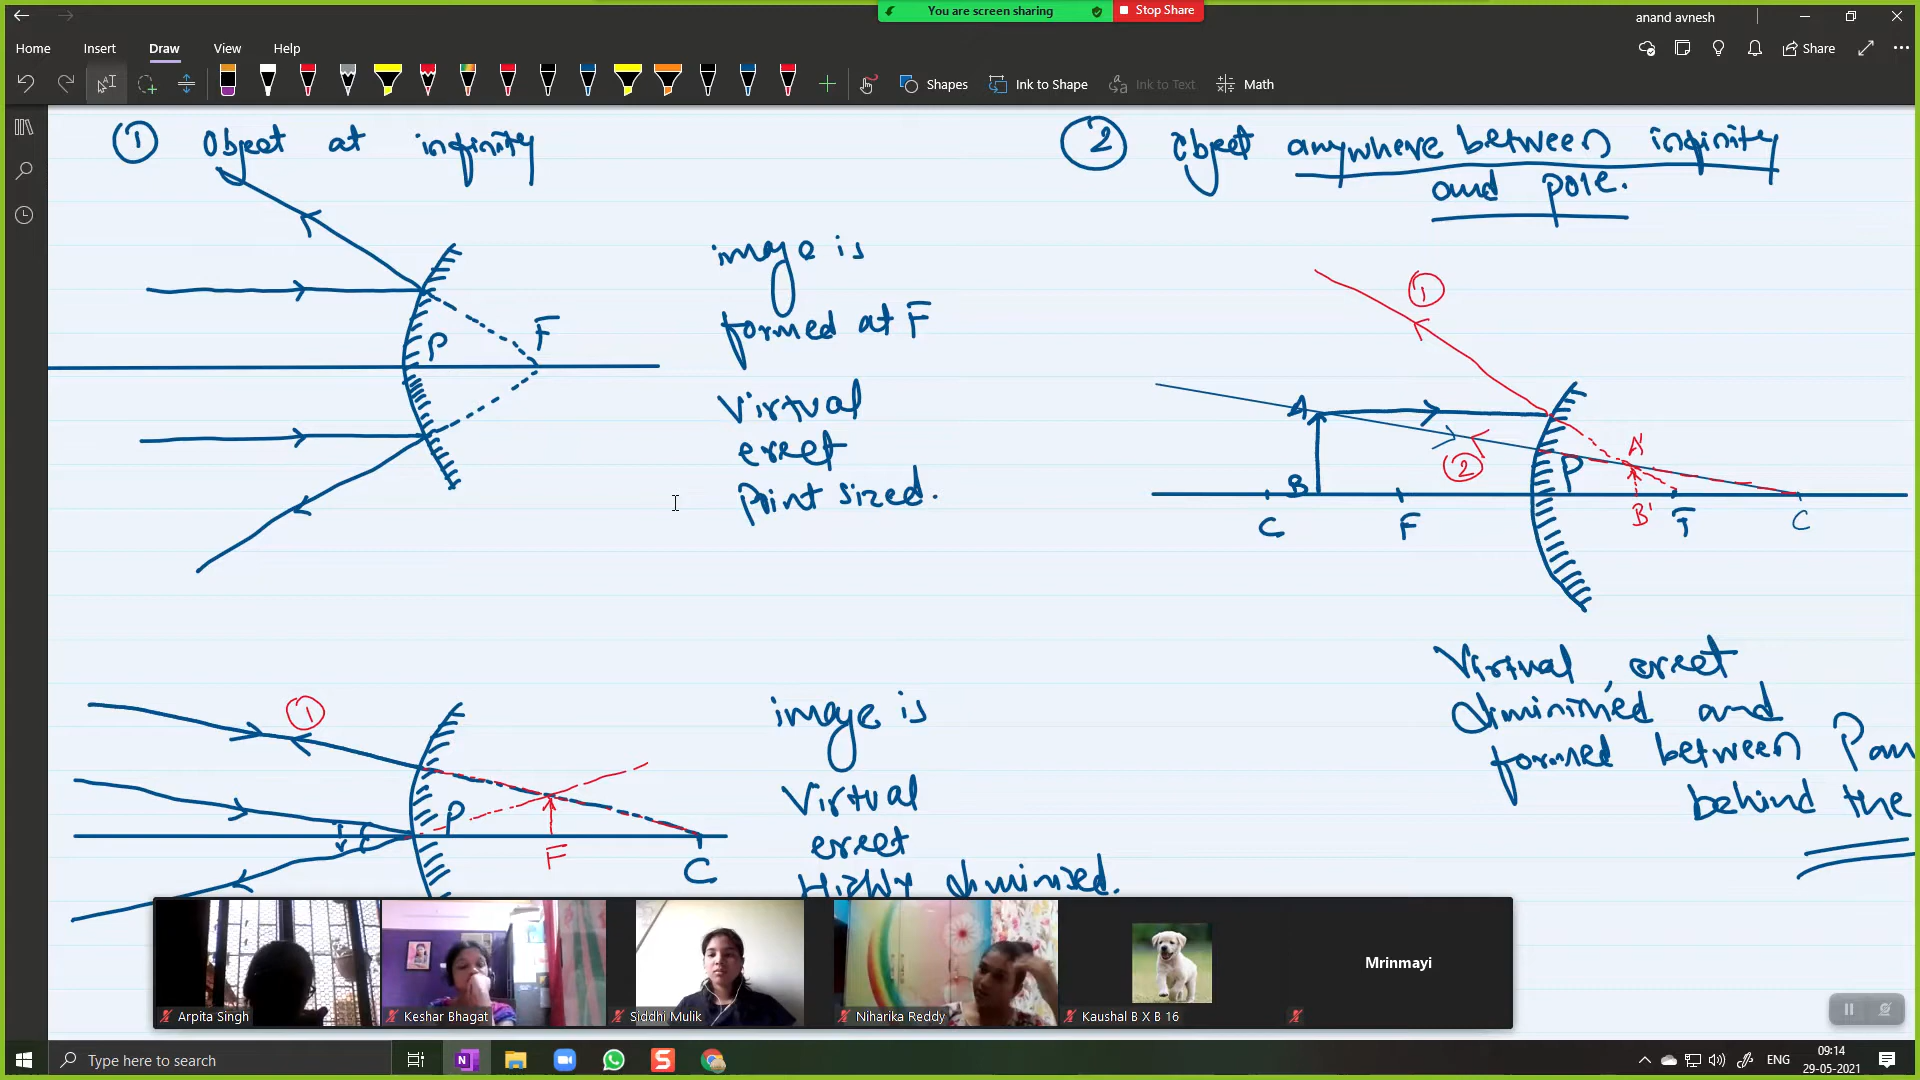 You are screen sharing
Stop Share
anand avnesh
Home
Insert
Draw
View
Help
Share
Shapes
Ink to Shape
Ink to Text
Math
① Object at infinity
P
F
image is
formed at F
Virtual
erect
Point sized.
② Object anywhere between infinity
and pole.
①
A
②
P
A'
B
B'
C
F
F
C
Virtual, erect
diminished and
formed between P an
behind the
①
P
F
C
image is
Virtual
erect
Highly diminised.
Arpita Singh
Keshar Bhagat
Siddhi Mulik
Niharika Reddy
Kaushal B X B 16
Mrinmayi
Type here to search
ENG
09:14
29-05-2021